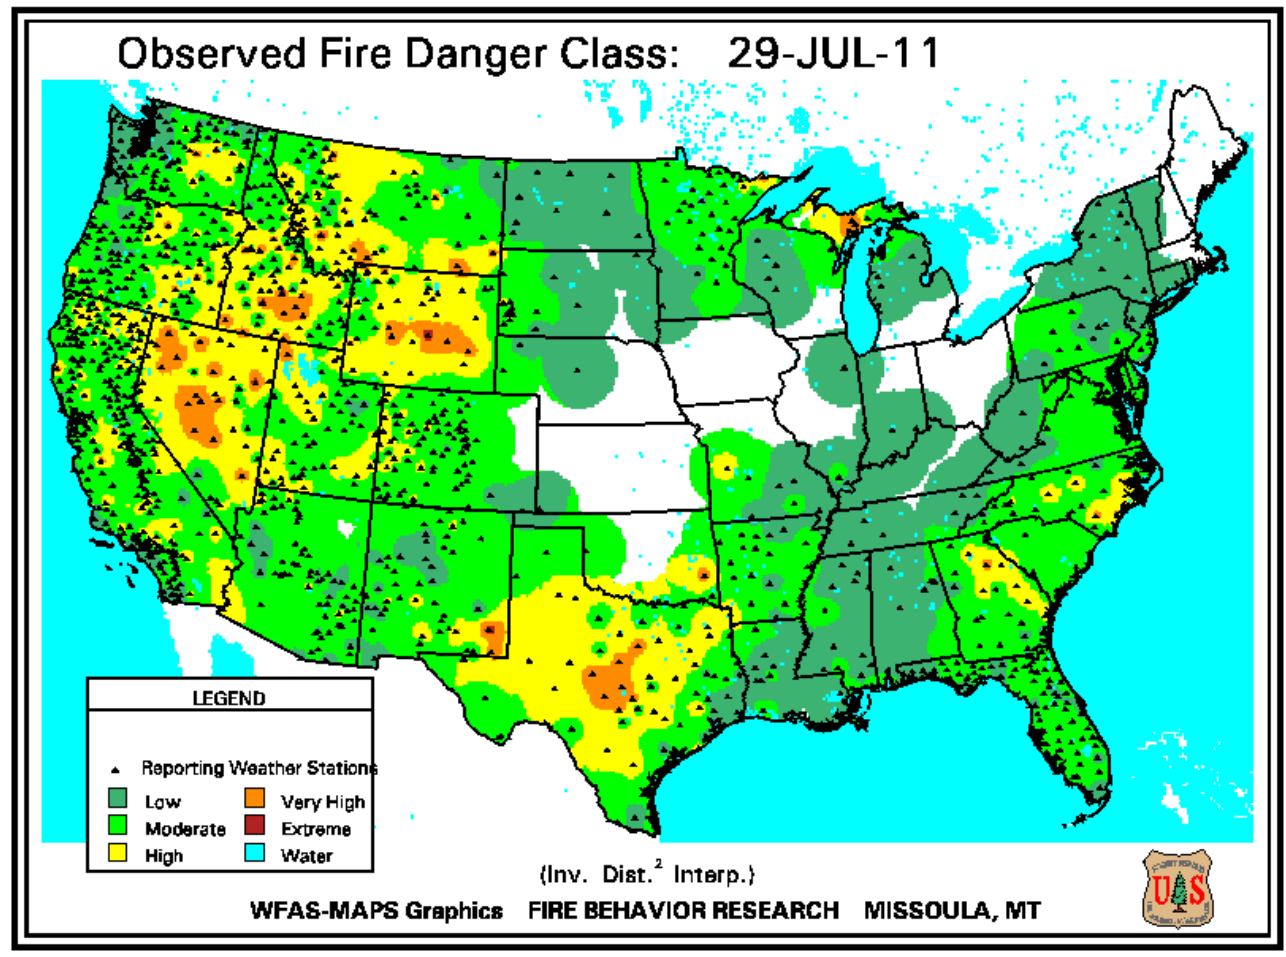 Observed Fire Danger Class: 29-JUL-11
LEGEND
Reporting Weather Stations
Low
Very High
Moderate
Extreme
High
Water
(Inv. Dist.² Interp.)
WFAS-MAPS Graphics FIRE BEHAVIOR RESEARCH MISSOULA, MT
US